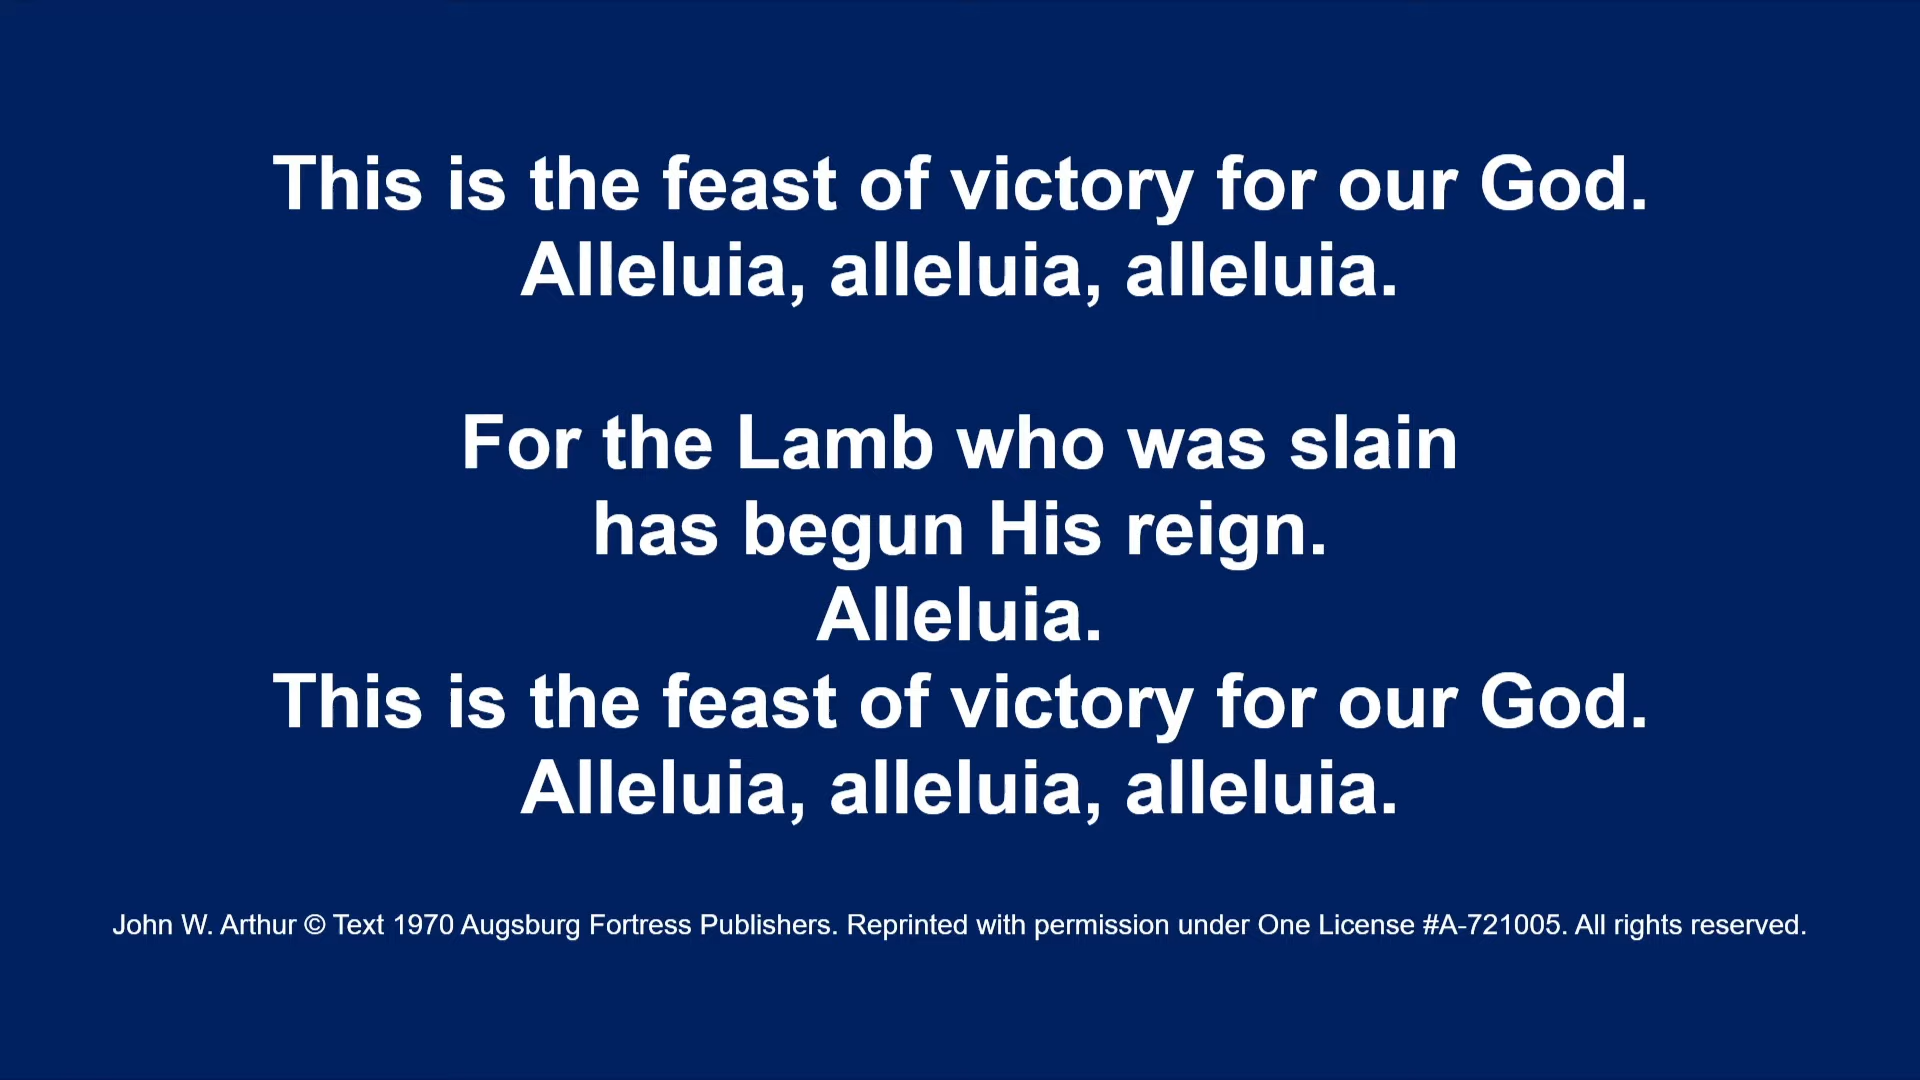 This is the feast of victory for our God.
Alleluia, alleluia, alleluia.
For the Lamb who was slain
has begun His reign.
Alleluia.
This is the feast of victory for our God.
Alleluia, alleluia, alleluia.
John W. Arthur © Text 1970 Augsburg Fortress Publishers. Reprinted with permission under One License #A-721005. All rights reserved.